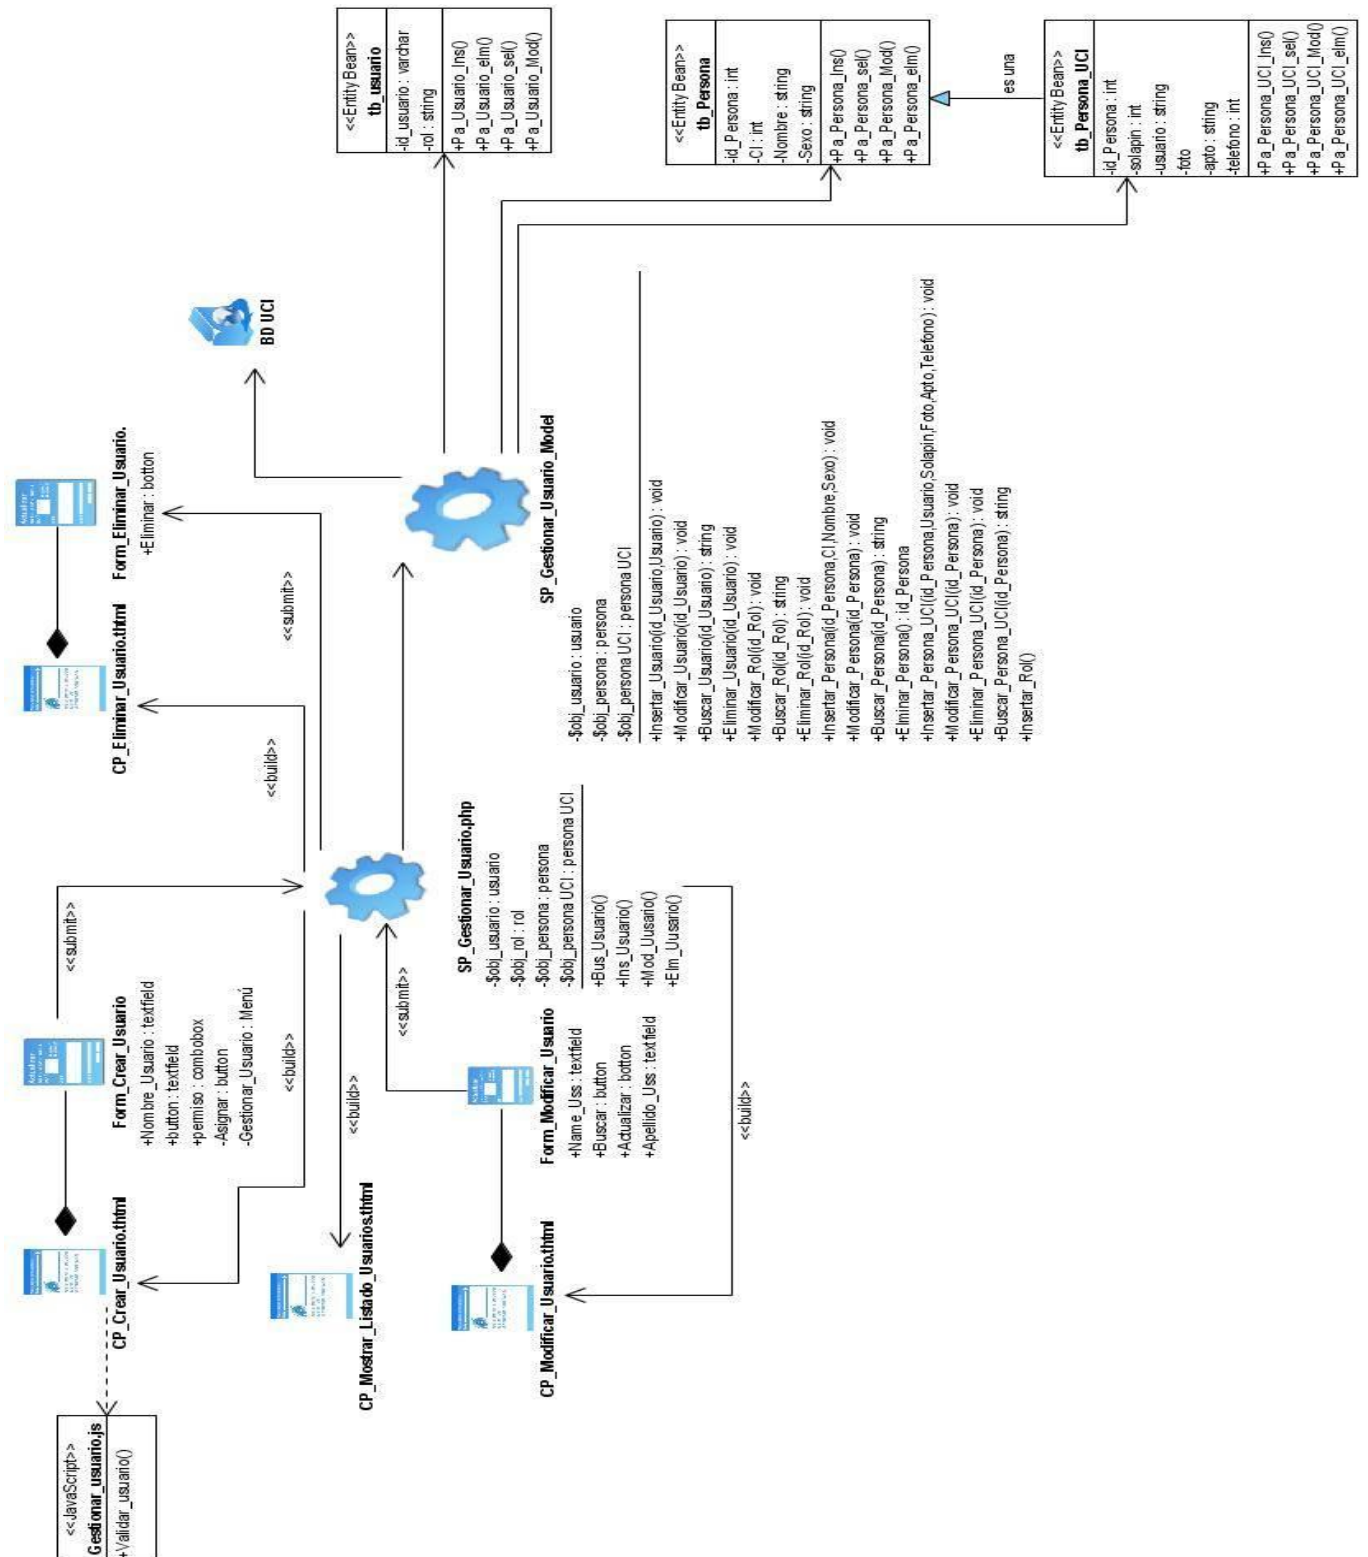 <<JavaScript>>
Gestionar_usuario.js
+Validar_usuario()
CP_Crear_Usuario.thtml
Form_Crear_Usuario
+Nombre_Usuario : textfield
+button : textfield
+permiso : combobox
-Asignar : button
-Gestionar_Usuario : Menú
<<submit>>
<<build>>
CP_Eliminar_Usuario.thtml
Form_Eliminar_Usuario.
+Eliminar : botton
<<submit>>
<<build>>
CP_Mostrar_Listado_Usuarios.thtml
<<build>>
<<submit>>
CP_Modificar_Usuario.thtml
Form_Modificar_Usuario
+Name_Uss : textfield
+Buscar : button
+Actualizar : botton
+Apellido_Uss : textfield
<<build>>
SP_Gestionar_Usuario.php
-$obj_usuario : usuario
-$obj_rol : rol
-$obj_persona : persona
-$obj_persona UCI : persona UCI
+Bus_Usuario()
+Ins_Usuario()
+Mod_Uusario()
+Elm_Uusario()
BD UCI
SP_Gestionar_Usuario_Model
-$obj_usuario : usuario
-$obj_persona : persona
-$obj_persona UCI : persona UCI
+Insertar_Usuario(id_Usuario,Usuario) : void
+Modificar_Usuario(id_Usuario) : void
+Buscar_Usuario(id_Usuario) : string
+Eliminar_Usuario(id_Usuario) : void
+Modificar_Rol(id_Rol) : void
+Buscar_Rol(id_Rol) : string
+Eliminar_Rol(id_Rol) : void
+Insertar_Persona(id_Persona,CI,Nombre,Sexo) : void
+Modificar_Persona(id_Persona) : void
+Buscar_Persona(id_Persona) : string
+Elminar_Persona() : id_Persona
+Insertar_Persona_UCI(id_Persona,Usuario,Solapin,Foto,Apto,Telefono) : void
+Modificar_Persona_UCI(id_Persona) : void
+Eliminar_Persona_UCI(id_Persona) : void
+Buscar_Persona_UCI(id_Persona) : string
+Insertar_Rol()
<<Entity Bean>>
tb_usuario
-id_usuario : varchar
-rol : string
+Pa_Usuario_Ins()
+Pa_Usuario_elm()
+Pa_Usuario_sel()
+Pa_Usuario_Mod()
<<Entity Bean>>
tb_Persona
-id_Persona : int
-CI : int
-Nombre : string
-Sexo : string
+Pa_Persona_Ins()
+Pa_Persona_sel()
+Pa_Persona_Mod()
+Pa_Persona_elm()
es una
<<Entity Bean>>
tb_Persona_UCI
-id_Persona : int
-solapin : int
-usuario : string
-foto
-apto : string
-telefono : int
+Pa_Persona_UCI_Ins()
+Pa_Persona_UCI_sel()
+Pa_Persona_UCI_Mod()
+Pa_Persona_UCI_elm()